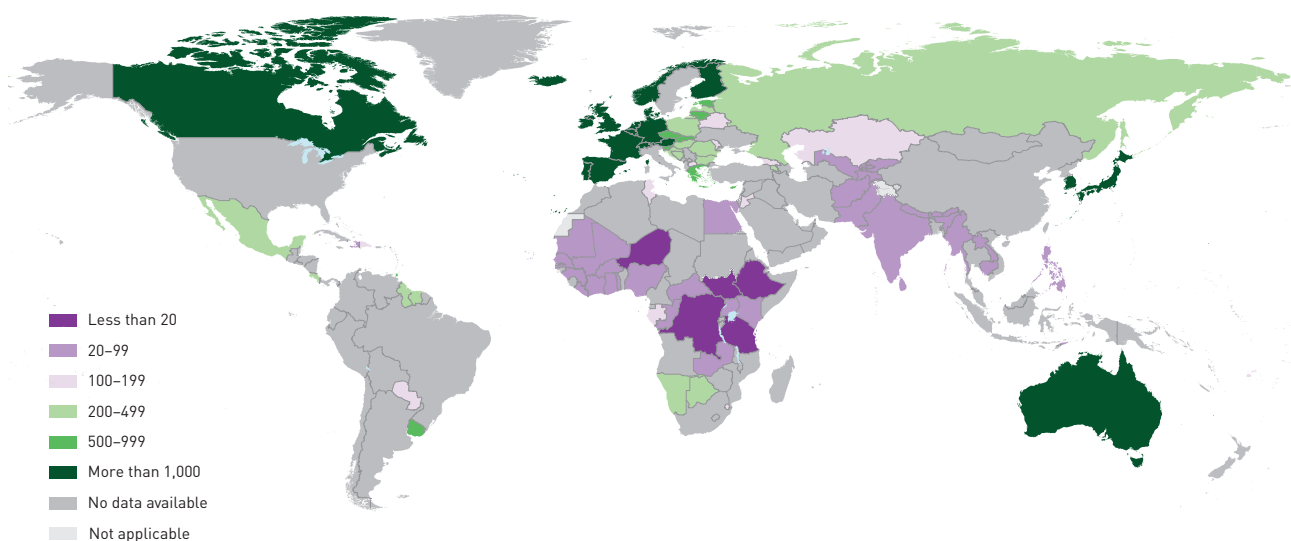 Less than 20
20–99
100–199
200–499
500–999
More than 1,000
No data available
Not applicable